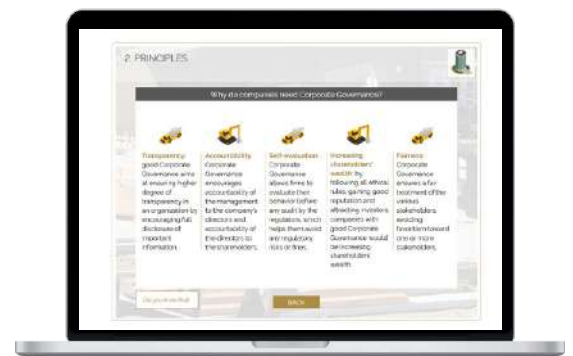 2. PRINCIPLES
Why do companies need Corporate Governance?
Transparency:
good Corporate
Governance aims
at ensuring higher
degree of
transparency in
an organization by
encouraging full
disclosure of
important
information.
Accountability:
Corporate
Governance
encourages
accountability of
the management
to the company's
directors and
accountability of
the directors to
the shareholders.
Self-evaluation:
Corporate
Governance
allows firms to
evaluate their
behavior before
any audit by the
regulators, which
helps them avoid
any regulatory
risks or fines.
Increasing
shareholders'
wealth: by
following all ethical
rules, gaining good
reputation and
attracting investors,
companies with
good Corporate
Governance would
be increasing
shareholders'
wealth.
Fairness:
Corporate
Governance
ensures a fair
treatment of the
various
stakeholders,
avoiding
favoritism toward
one or more
stakeholders.
BACK